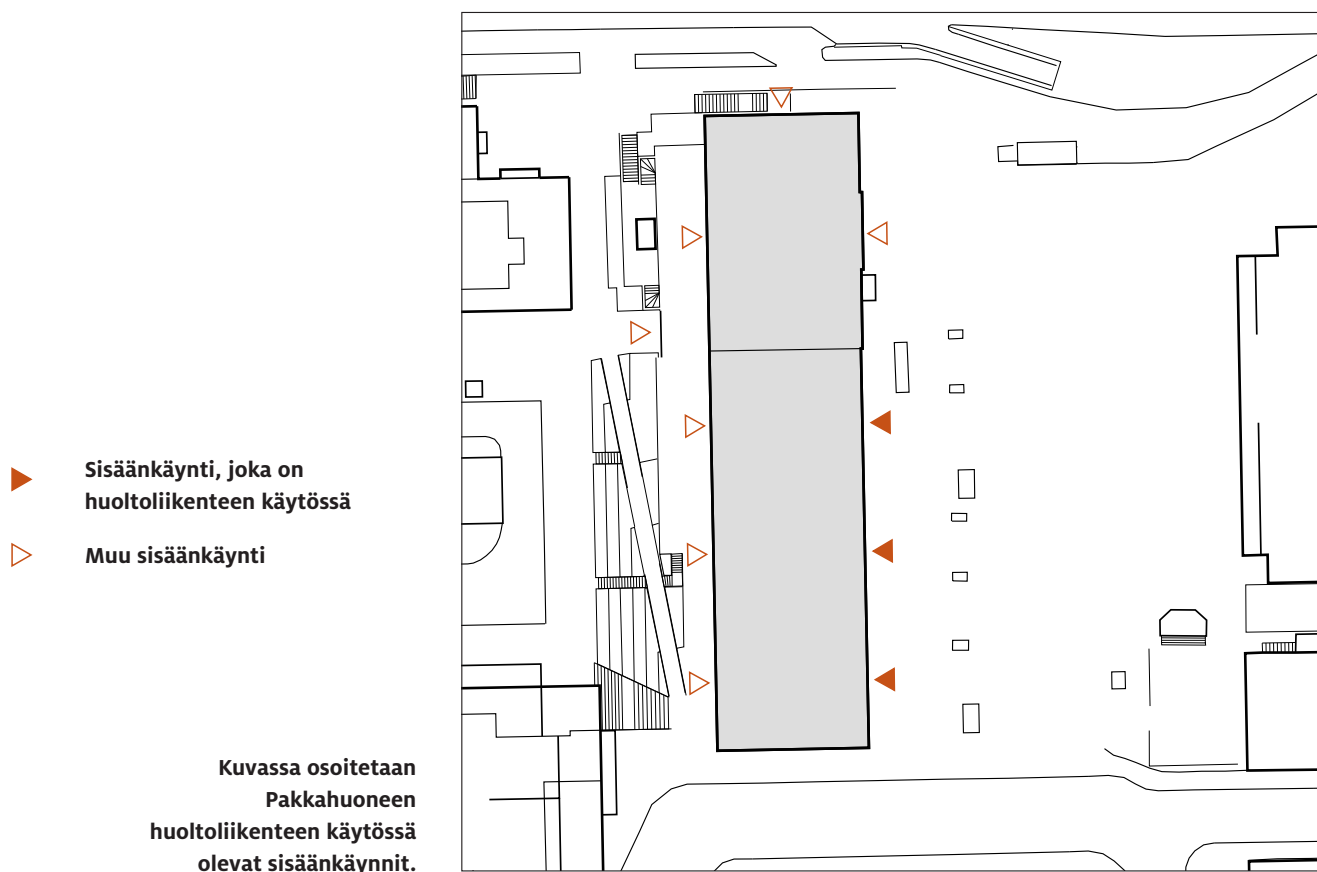 Sisäänkäynti, joka on
huoltoliikenteen käytössä
Muu sisäänkäynti
Kuvassa osoitetaan
Pakkahuoneen
huoltoliikenteen käytössä
olevat sisäänkäynnit.